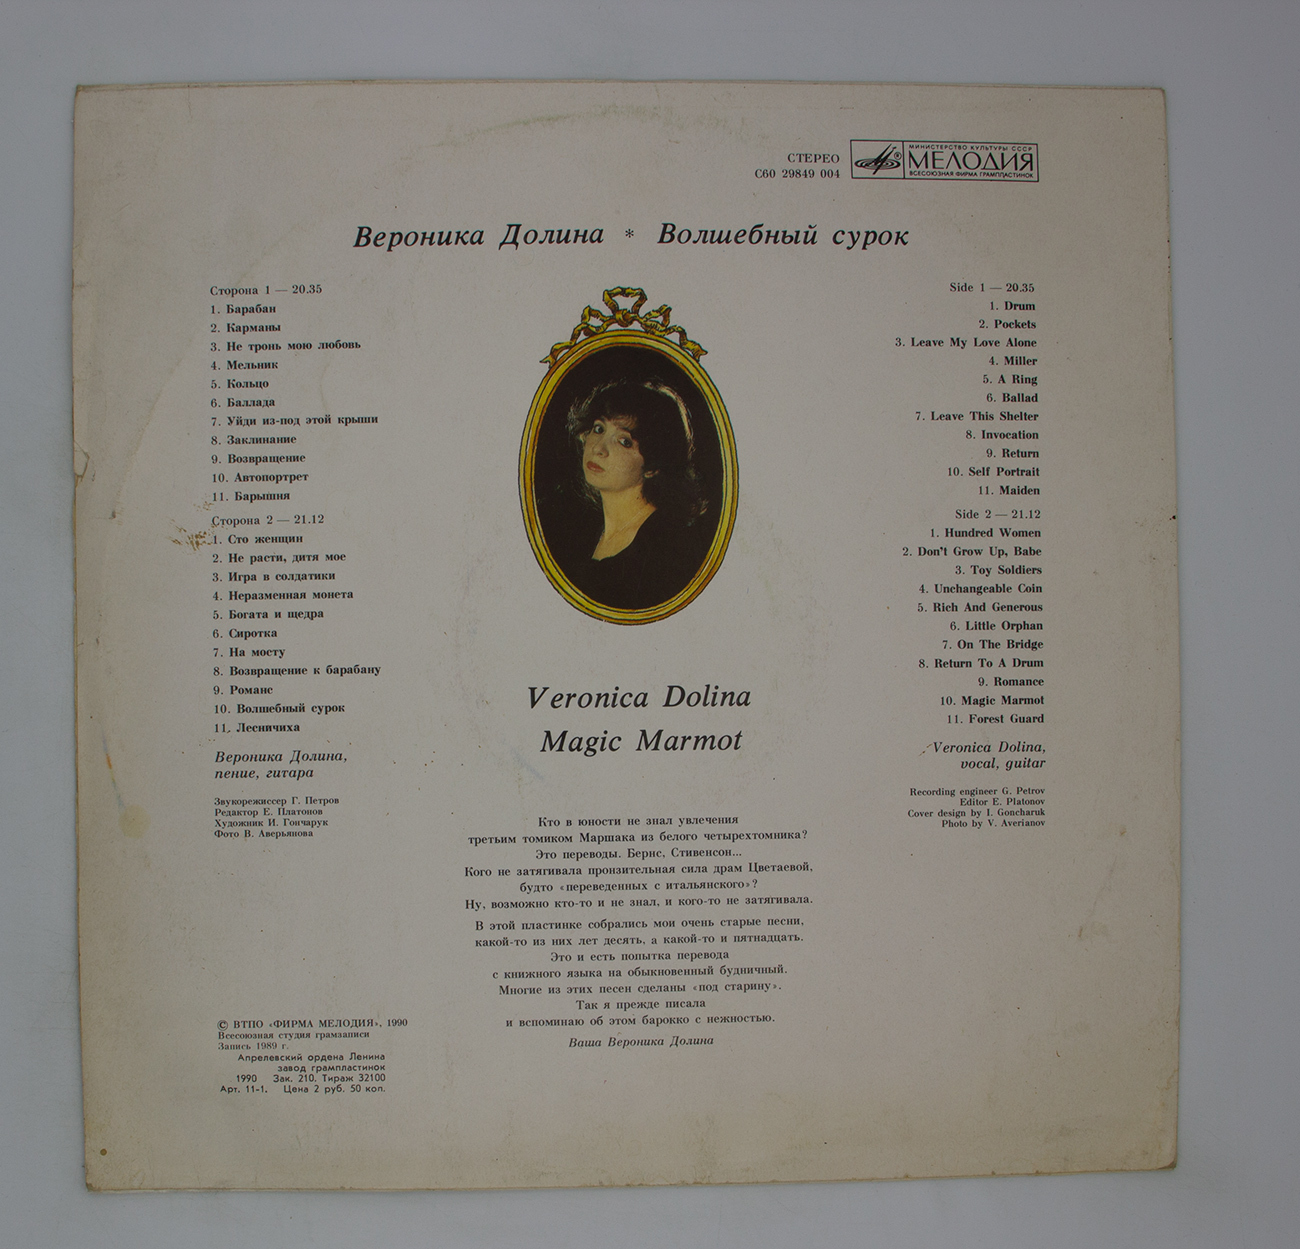 СТЕРЕО
С60 29849 004
МИНИСТЕРСТВО КУЛЬТУРЫ СССР
МЕЛОДИЯ
ВСЕСОЮЗНАЯ ФИРМА ГРАМПЛАСТИНОК
Вероника Долина * Волшебный сурок
Сторона 1 — 20.35
1. Барабан
2. Карманы
3. Не тронь мою любовь
4. Мельник
5. Кольцо
6. Баллада
7. Уйди из-под этой крыши
8. Заклинание
9. Возвращение
10. Автопортрет
11. Барышня
Сторона 2 — 21.12
1. Сто женщин
2. Не расти, дитя мое
3. Игра в солдатики
4. Неразменная монета
5. Богата и щедра
6. Сиротка
7. На мосту
8. Возвращение к барабану
9. Романс
10. Волшебный сурок
11. Лесничиха
Вероника Долина,
пение, гитара
Звукорежиссер Г. Петров
Редактор Е. Платонов
Художник И. Гончарук
Фото В. Аверьянова
Side 1 — 20.35
1. Drum
2. Pockets
3. Leave My Love Alone
4. Miller
5. A Ring
6. Ballad
7. Leave This Shelter
8. Invocation
9. Return
10. Self Portrait
11. Maiden
Side 2 — 21.12
1. Hundred Women
2. Don't Grow Up, Babe
3. Toy Soldiers
4. Unchangeable Coin
5. Rich And Generous
6. Little Orphan
7. On The Bridge
8. Return To A Drum
9. Romance
10. Magic Marmot
11. Forest Guard
Veronica Dolina,
vocal, guitar
Recording engineer G. Petrov
Editor E. Platonov
Cover design by I. Goncharuk
Photo by V. Averianov
Veronica Dolina
Magic Marmot
Кто в юности не знал увлечения
третьим томиком Маршака из белого четырехтомника?
Это переводы. Бернс, Стивенсон...
Кого не затягивала пронзительная сила драм Цветаевой,
будто «переведенных с итальянского»?
Ну, возможно кто-то и не знал, и кого-то не затягивала.
В этой пластинке собрались мои очень старые песни,
какой-то из них лет десять, а какой-то и пятнадцать.
Это и есть попытка перевода
с книжного языка на обыкновенный будничный.
Многие из этих песен сделаны «под старину».
Так я прежде писала
и вспоминаю об этом барокко с нежностью.
Ваша Вероника Долина
© ВТПО «ФИРМА МЕЛОДИЯ», 1990
Всесоюзная студия грамзаписи
Запись 1989 г.
Апрелевский ордена Ленина
завод грампластинок
1990 Зак. 210. Тираж 32100
Арт. 11-1. Цена 2 руб. 50 коп.